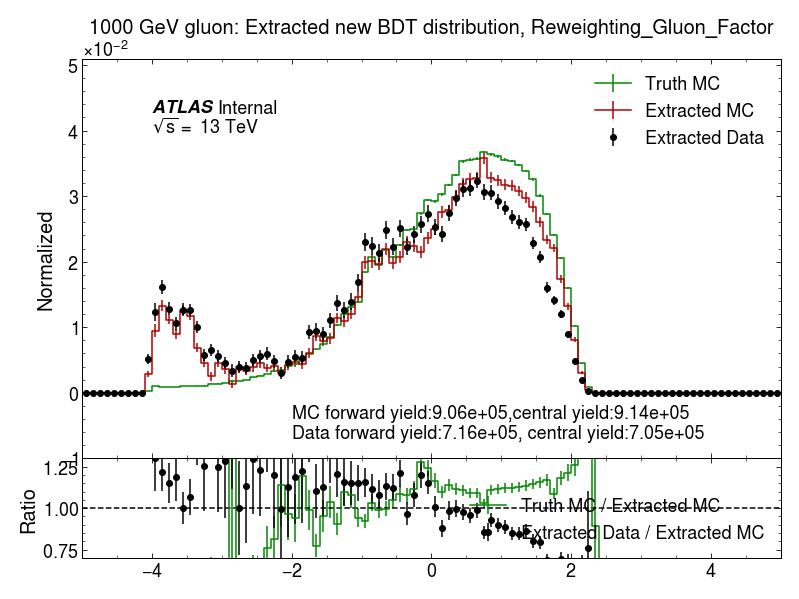 1000 GeV gluon: Extracted new BDT distribution, Reweighting_Gluon_Factor
×10⁻²
5
4
3
2
1
0
Normalized
ATLAS Internal
√s = 13 TeV
Truth MC
Extracted MC
Extracted Data
MC forward yield:9.06e+05,central yield:9.14e+05
Data forward yield:7.16e+05, central yield:7.05e+05
1.25
1.00
0.75
Ratio
Truth MC / Extracted MC
Extracted Data / Extracted MC
−4 −2 0 2 4